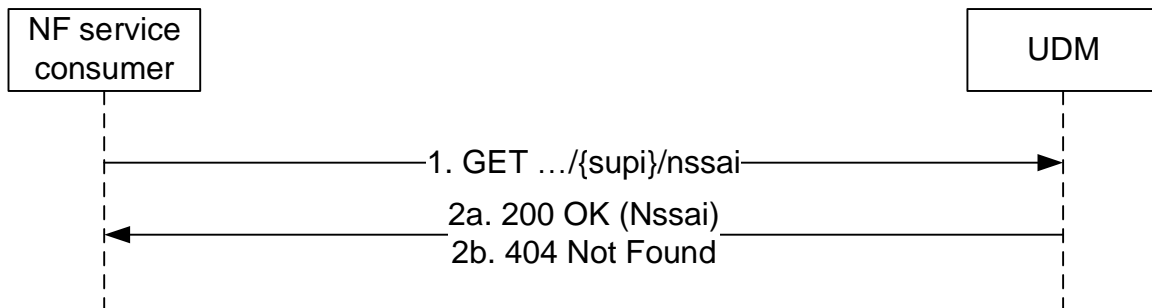 NF service
consumer
UDM
1. GET …/{supi}/nssai
2a. 200 OK (Nssai)
2b. 404 Not Found